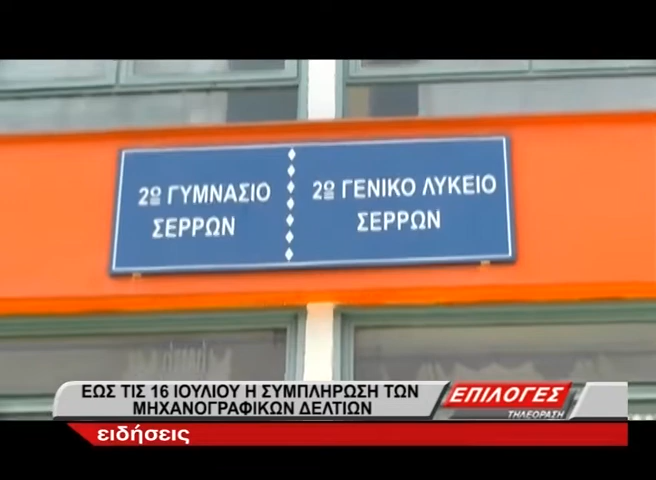 2ο ΓΥΜΝΑΣΙΟ
ΣΕΡΡΩΝ
2ο ΓΕΝΙΚΟ ΛΥΚΕΙΟ
ΣΕΡΡΩΝ
ΕΩΣ ΤΙΣ 16 ΙΟΥΛΙΟΥ Η ΣΥΜΠΛΗΡΩΣΗ ΤΩΝ
ΜΗΧΑΝΟΓΡΑΦΙΚΩΝ ΔΕΛΤΙΩΝ
ΕΠΙΛΟΓΕΣ
ΤΗΛΕΟΡΑΣΗ
ειδήσεις